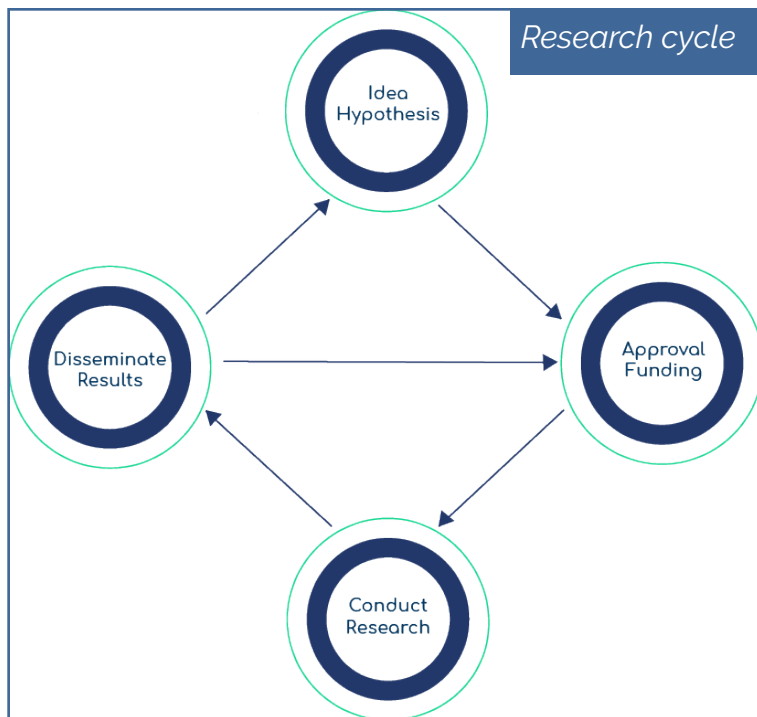 Research cycle
Idea
Hypothesis
Disseminate
Results
Approval
Funding
Conduct
Research